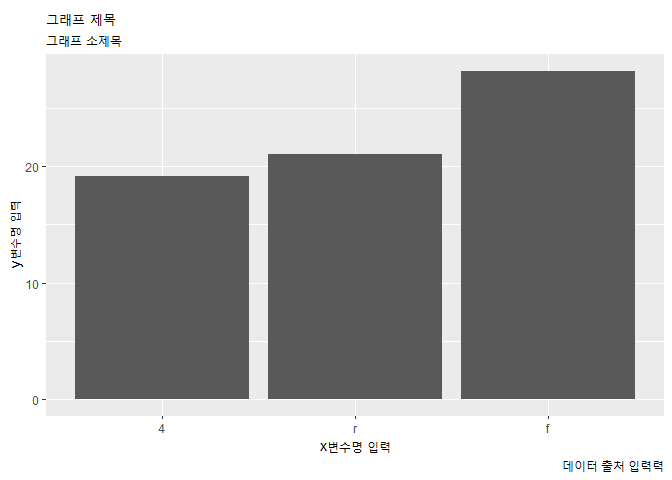 그래프 제목
그래프 소제목
20
10
0
y변수명 입력
4 r f
x변수명 입력
데이터 출처 입력력